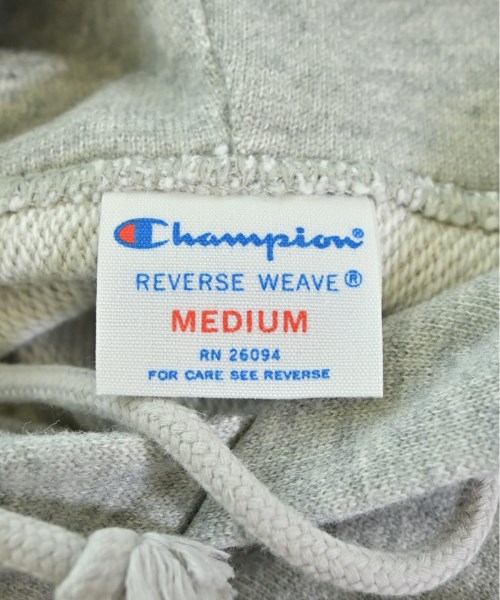 Champion®
REVERSE WEAVE®
MEDIUM
RN 26094
FOR CARE SEE REVERSE